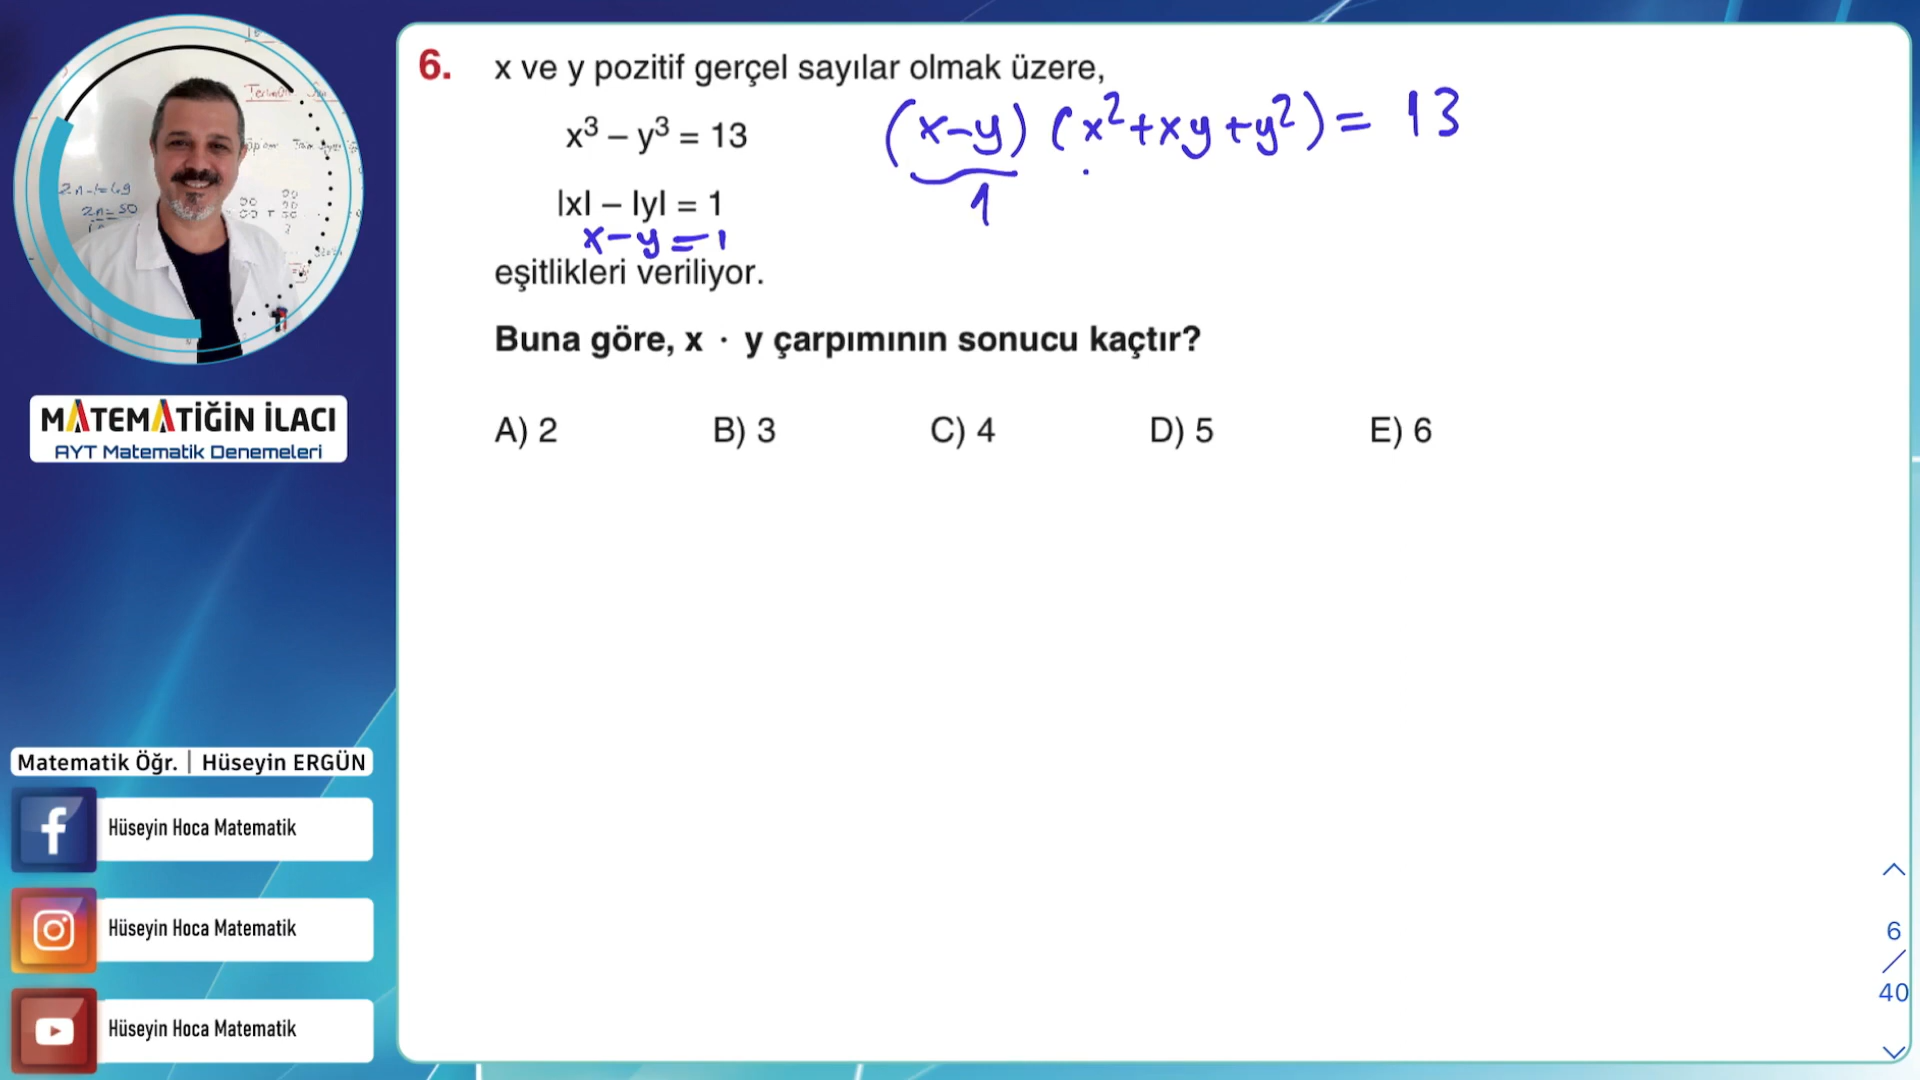 6. x ve y pozitif gerçel sayılar olmak üzere,
x³ – y³ = 13
(x-y) (x²+xy+y²) = 13
1
|x| – |y| = 1
x-y=1
eşitlikleri veriliyor.
Buna göre, x · y çarpımının sonucu kaçtır?
A) 2 B) 3 C) 4 D) 5 E) 6
MATEMATİĞİN İLACI
AYT Matematik Denemeleri
Matematik Öğr. | Hüseyin ERGÜN
Hüseyin Hoca Matematik
Hüseyin Hoca Matematik
Hüseyin Hoca Matematik
6
/
40